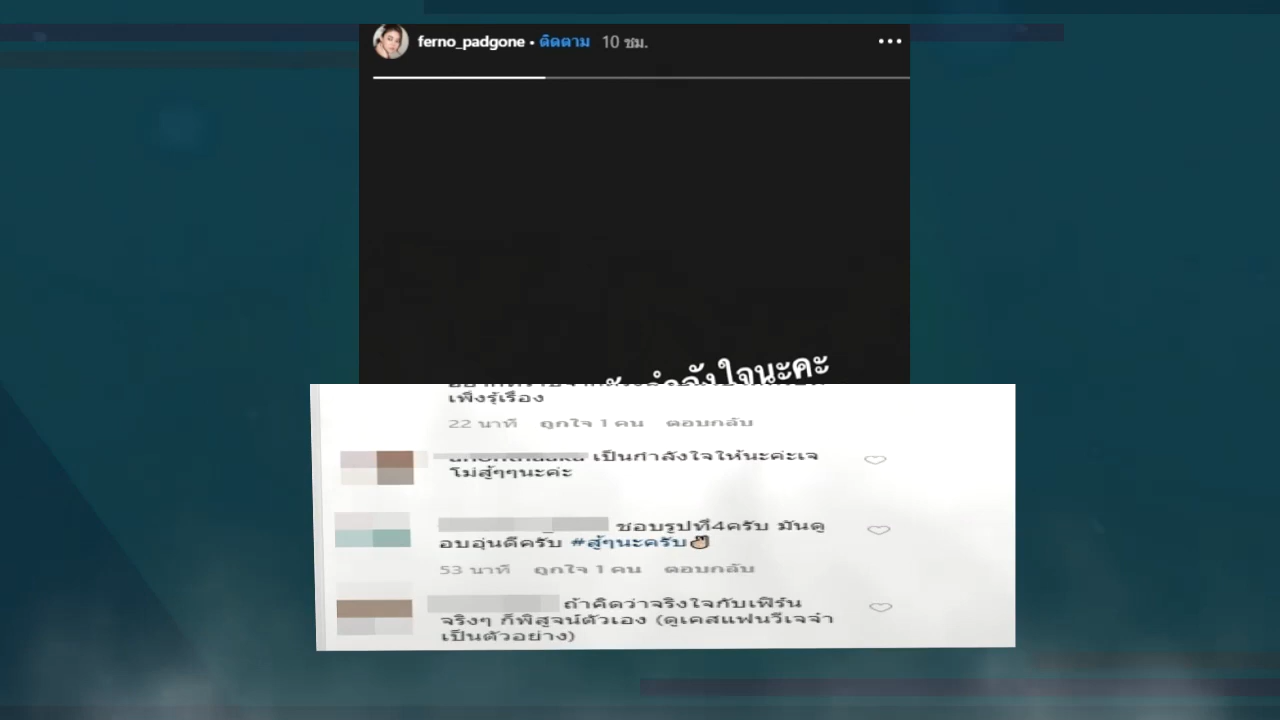 ferno_padgone • ติดตาม 10 ชม.
กำลังใจนะคะ
เพิ่งรู้เรื่อง
22 นาที ถูกใจ 1 คน ตอบกลับ
เป็นกำลังใจให้นะค่ะเจ
โม่สู้ๆๆนะค่ะ
ชอบรูปที่4ครับ มันดู
อบอุ่นดีครับ #สู้ๆนะครับ
53 นาที ถูกใจ 1 คน ตอบกลับ
ถ้าคิดว่าจริงใจกับเฟิร์น
จริงๆ ก็พิสูจน์ตัวเอง (ดูเคสแฟนวีเจจ๋า
เป็นตัวอย่าง)